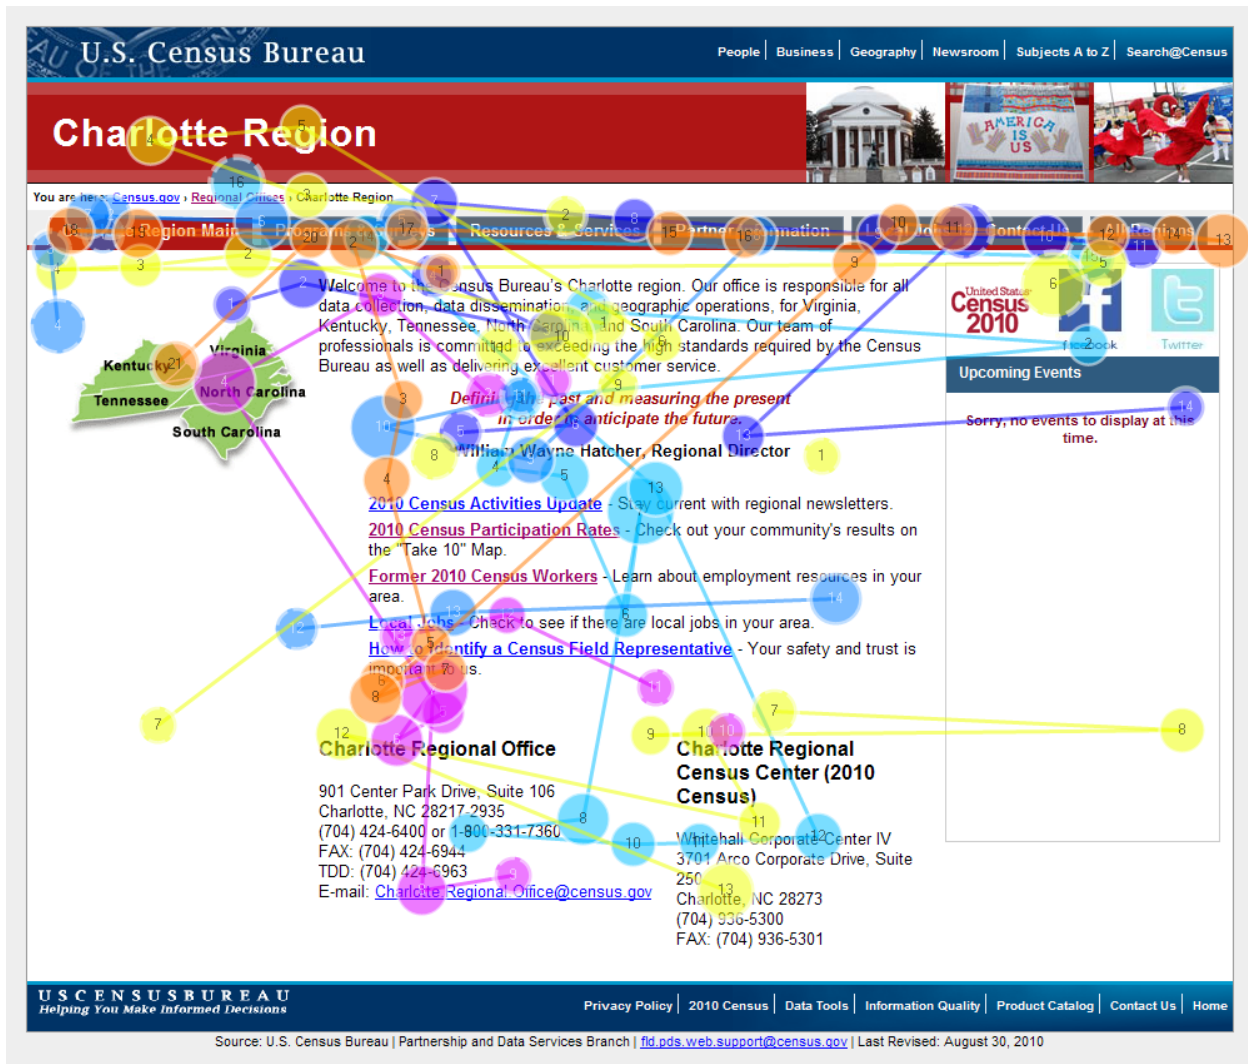 U.S. Census Bureau
People Business Geography Newsroom Subjects A to Z Search@Census
Charlotte Region
AMERICA
IS
US
You are here: Census.gov › Regional Offices › Charlotte Region
Region Main Resources & Services Contact Us All Regions
Welcome to the Census Bureau's Charlotte region. Our office is responsible for all
data collection, data dissemination, and geographic operations, for Virginia,
Kentucky, Tennessee, North Carolina, and South Carolina. Our team of
professionals is committed to exceeding the high standards required by the Census
Bureau as well as delivering excellent customer service.
Defining the past and measuring the present
in order to anticipate the future.
William Wayne Hatcher, Regional Director
Virginia
Kentucky
North Carolina
Tennessee
South Carolina
2010 Census Activities Update - Stay current with regional newsletters.
2010 Census Participation Rates - Check out your community's results on
the "Take 10" Map.
Former 2010 Census Workers - Learn about employment resources in your
area.
Local Jobs - Check to see if there are local jobs in your area.
How to Identify a Census Field Representative - Your safety and trust is
important to us.
Charlotte Regional Office
901 Center Park Drive, Suite 106
Charlotte, NC 28217-2935
(704) 424-6400 or 1-800-331-7360
FAX: (704) 424-6944
TDD: (704) 424-6963
E-mail: Charlotte.Regional.Office@census.gov
Charlotte Regional
Census Center (2010
Census)
Whitehall Corporate Center IV
3701 Arco Corporate Drive, Suite
250
Charlotte, NC 28273
(704) 936-5300
FAX: (704) 936-5301
United States
Census
2010
facebook
Twitter
Upcoming Events
Sorry, no events to display at this
time.
USCENSUSBUREAU
Helping You Make Informed Decisions
Privacy Policy 2010 Census Data Tools Information Quality Product Catalog Contact Us Home
Source: U.S. Census Bureau | Partnership and Data Services Branch | fld.pds.web.support@census.gov | Last Revised: August 30, 2010